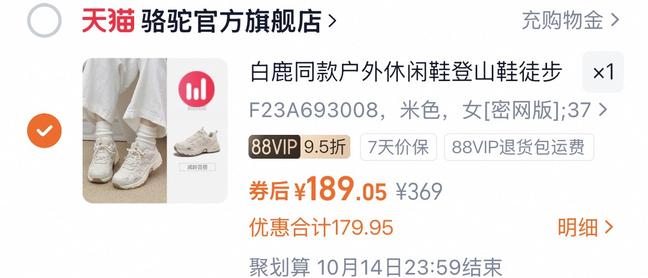 天猫 骆驼官方旗舰店 > 充购物金 >
白鹿同款户外休闲鞋登山鞋徒步 ×1
F23A693008，米色，女[密网版];37 >
88VIP 9.5折 7天价保 88VIP退货包运费
券后 ¥189.05 ¥369
优惠合计179.95 明细 >
聚划算 10月14日23:59结束